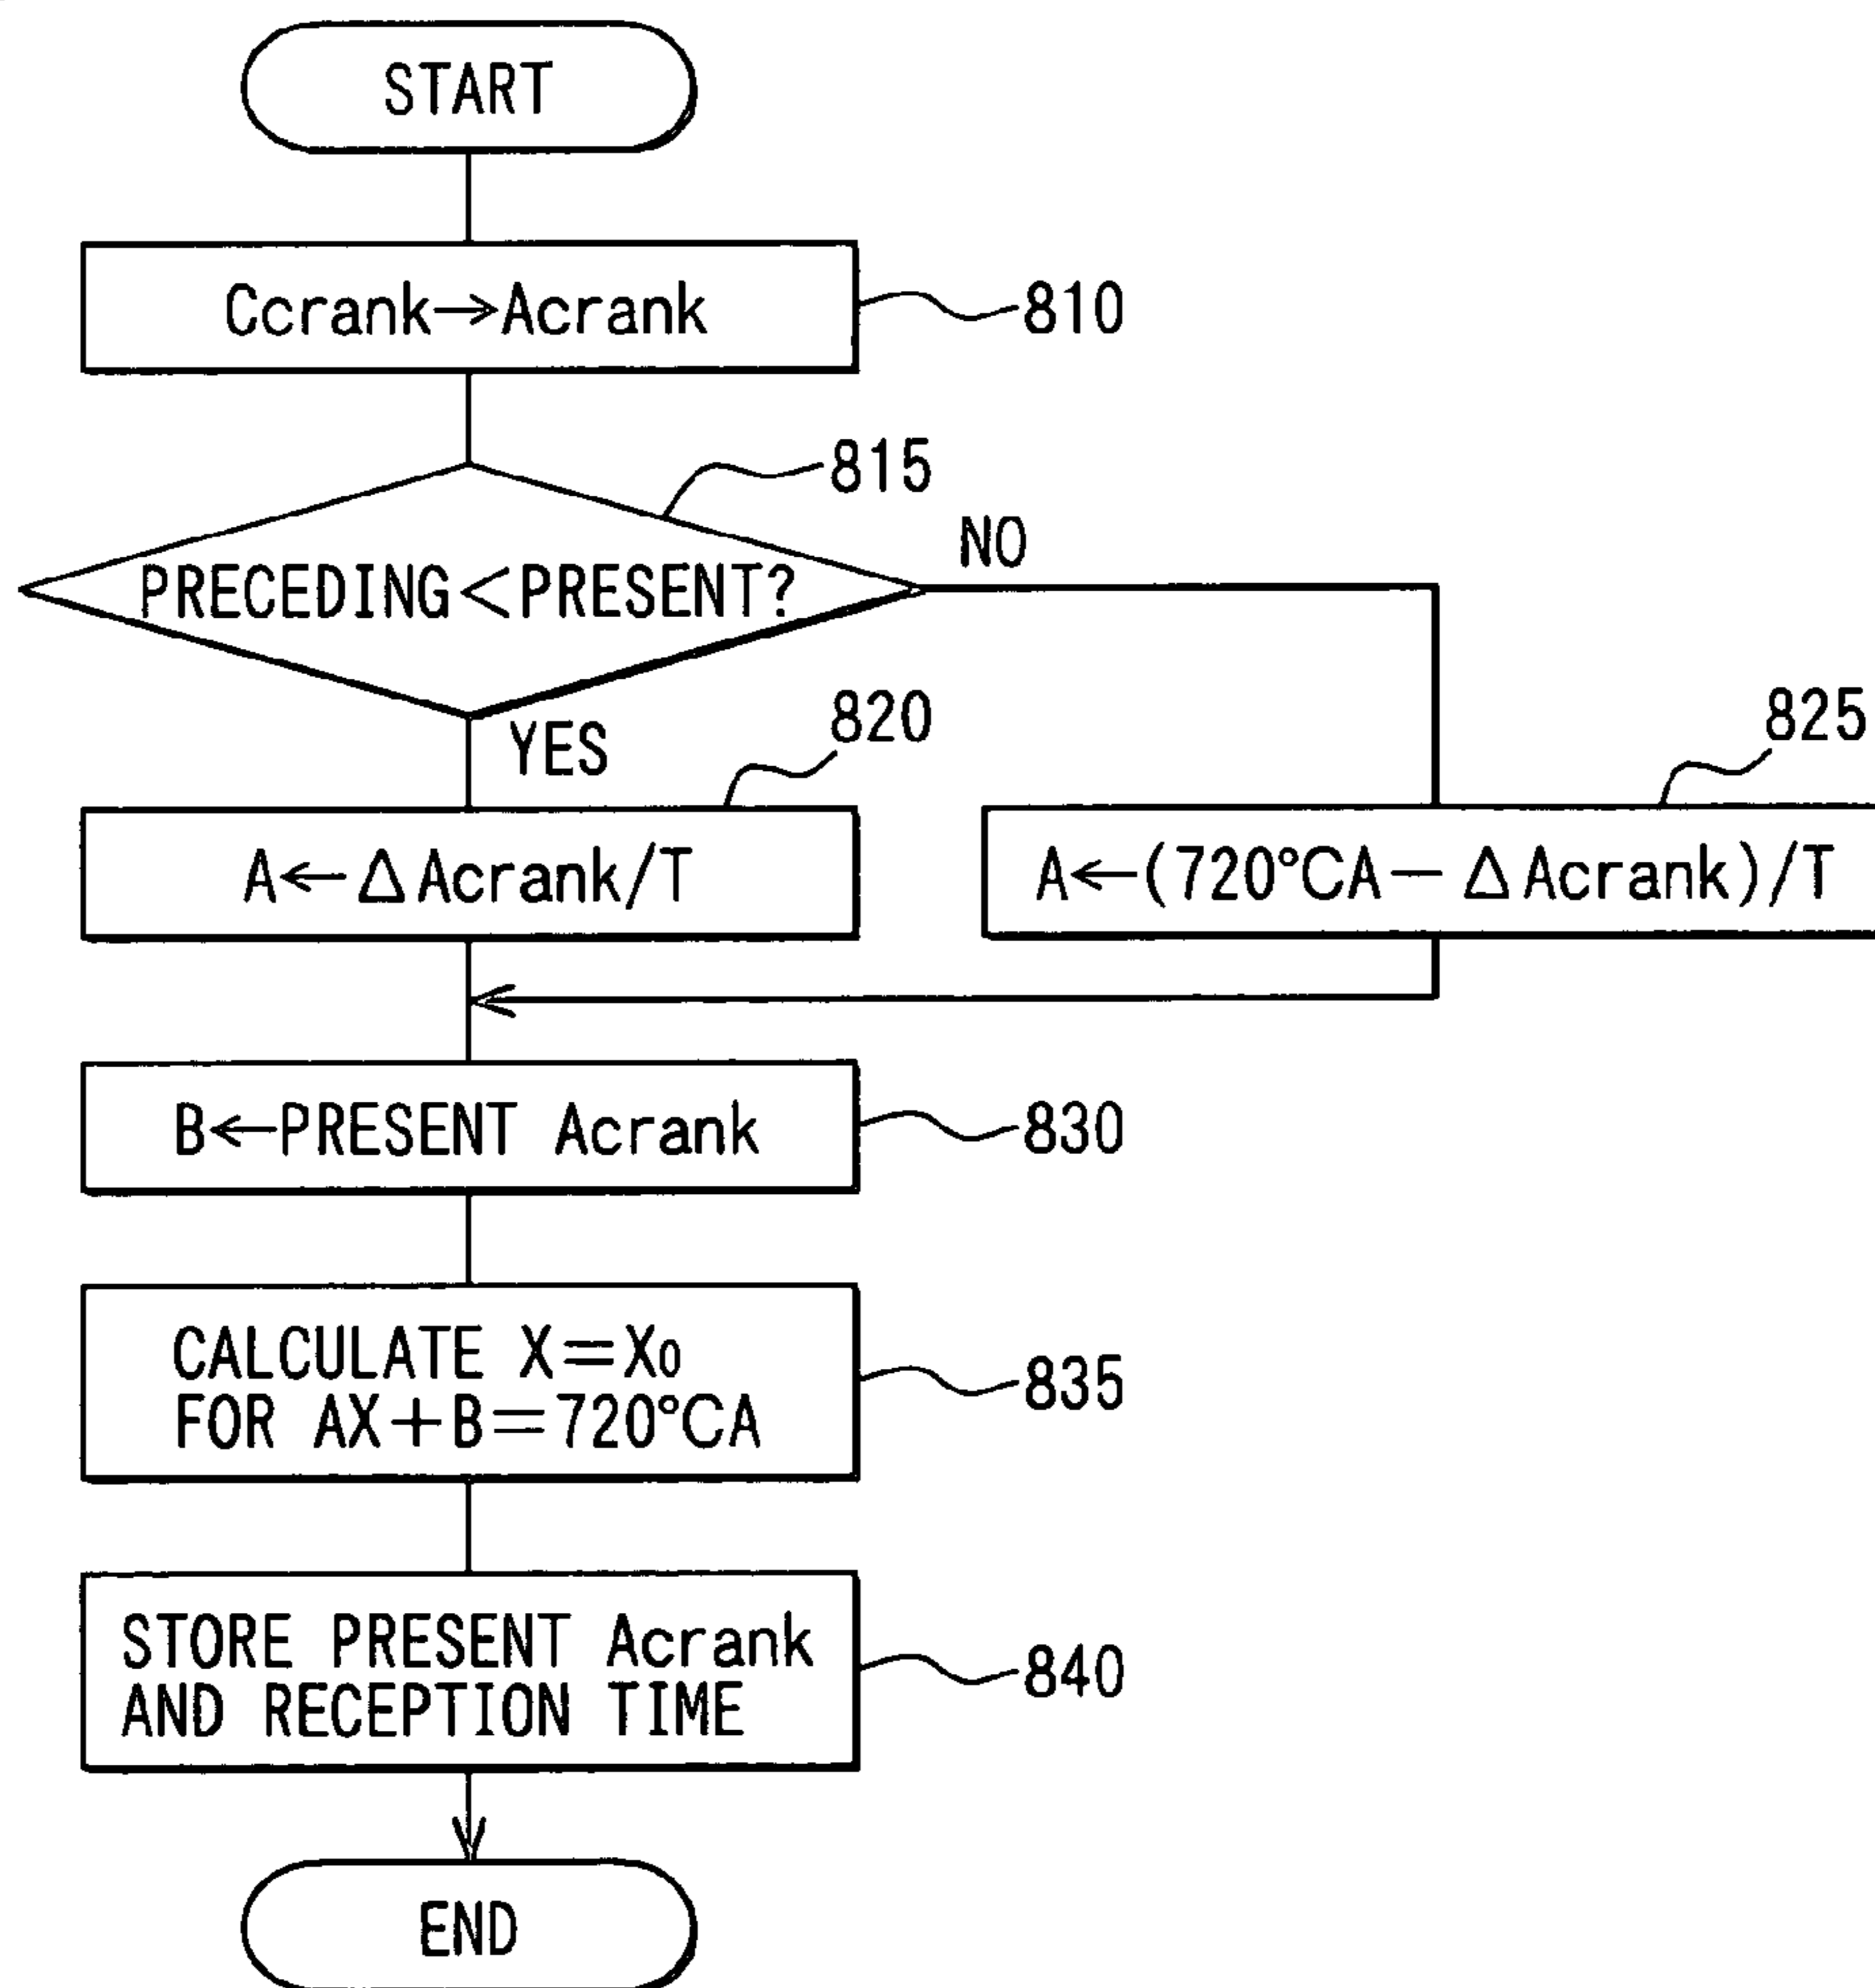 START
Ccrank→Acrank
810
815
PRECEDING<PRESENT?
NO
YES
820
A←ΔAcrank/T
825
A←(720°CA−ΔAcrank)/T
B←PRESENT Acrank
830
CALCULATE X=X₀
FOR AX+B=720°CA
835
STORE PRESENT Acrank
AND RECEPTION TIME
840
END